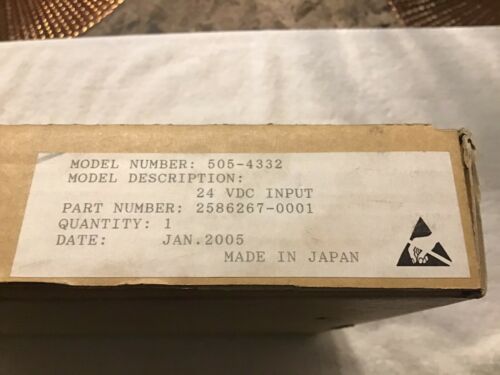 MODEL NUMBER: 505-4332
MODEL DESCRIPTION:
24 VDC INPUT
PART NUMBER: 2586267-0001
QUANTITY: 1
DATE: JAN.2005
MADE IN JAPAN